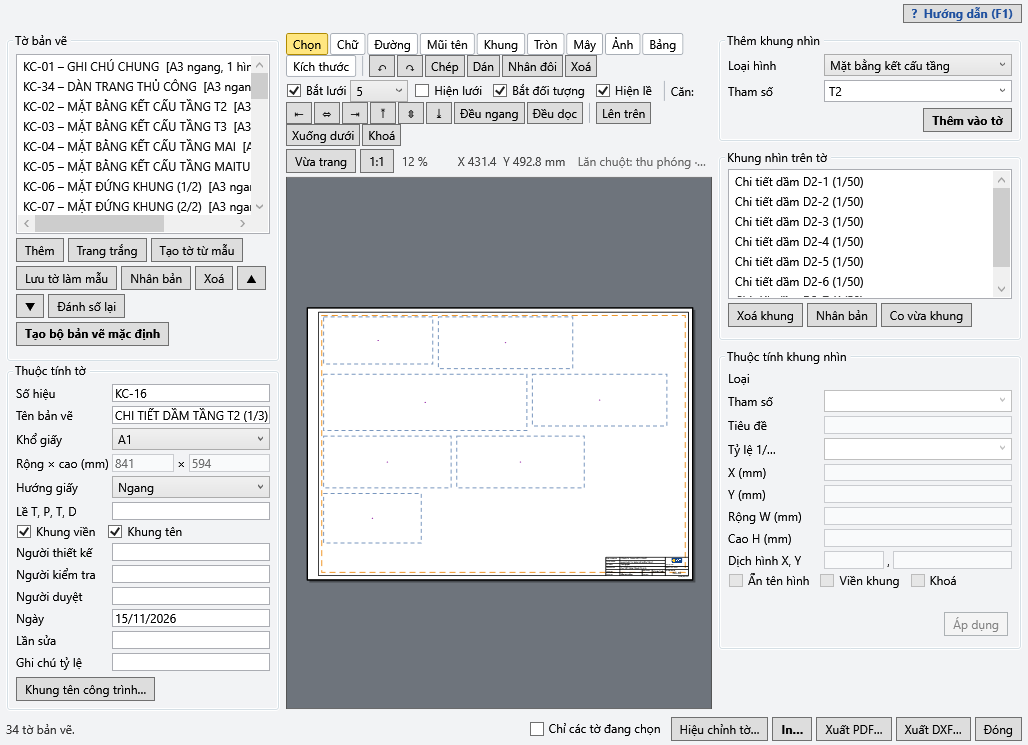 ? Hướng dẫn (F1)
Tờ bản vẽ
KC-01 – GHI CHÚ CHUNG [A3 ngang, 1 hìn
KC-34 – DÀN TRANG THỦ CÔNG [A3 ngan
KC-02 – MẶT BẰNG KẾT CẤU TẦNG T2 [A3
KC-03 – MẶT BẰNG KẾT CẤU TẦNG T3 [A3
KC-04 – MẶT BẰNG KẾT CẤU TẦNG MAI [A
KC-05 – MẶT BẰNG KẾT CẤU TẦNG MAITU
KC-06 – MẶT ĐỨNG KHUNG (1/2) [A3 ngan
KC-07 – MẶT ĐỨNG KHUNG (2/2) [A3 ngan
Thêm Trang trắng Tạo tờ từ mẫu
Lưu tờ làm mẫu Nhân bản Xoá ▲
▼ Đánh số lại
Tạo bộ bản vẽ mặc định
Thuộc tính tờ
Số hiệu KC-16
Tên bản vẽ CHI TIẾT DẦM TẦNG T2 (1/3)
Khổ giấy A1
Rộng × cao (mm) 841 × 594
Hướng giấy Ngang
Lề T, P, T, D
Khung viền Khung tên
Người thiết kế
Người kiểm tra
Người duyệt
Ngày 15/11/2026
Lần sửa
Ghi chú tỷ lệ
Khung tên công trình...
34 tờ bản vẽ.
Chọn Chữ Đường Mũi tên Khung Tròn Mây Ảnh Bảng
Kích thước ↶ ↷ Chép Dán Nhân đôi Xoá
Bắt lưới 5 Hiện lưới Bắt đối tượng Hiện lề Căn:
⇤ ⇔ ⇥ ⤒ ⇕ ⤓ Đều ngang Đều dọc Lên trên
Xuống dưới Khoá
Vừa trang 1:1 12 % X 431.4 Y 492.8 mm Lăn chuột: thu phóng ·...
Thêm khung nhìn
Loại hình Mặt bằng kết cấu tầng
Tham số T2
Thêm vào tờ
Khung nhìn trên tờ
Chi tiết dầm D2-1 (1/50)
Chi tiết dầm D2-2 (1/50)
Chi tiết dầm D2-3 (1/50)
Chi tiết dầm D2-4 (1/50)
Chi tiết dầm D2-5 (1/50)
Chi tiết dầm D2-6 (1/50)
Xoá khung Nhân bản Co vừa khung
Thuộc tính khung nhìn
Loại
Tham số
Tiêu đề
Tỷ lệ 1/...
X (mm)
Y (mm)
Rộng W (mm)
Cao H (mm)
Dịch hình X, Y ,
Ẩn tên hình Viền khung Khoá
Áp dụng
Chỉ các tờ đang chọn Hiệu chỉnh tờ... In... Xuất PDF... Xuất DXF... Đóng